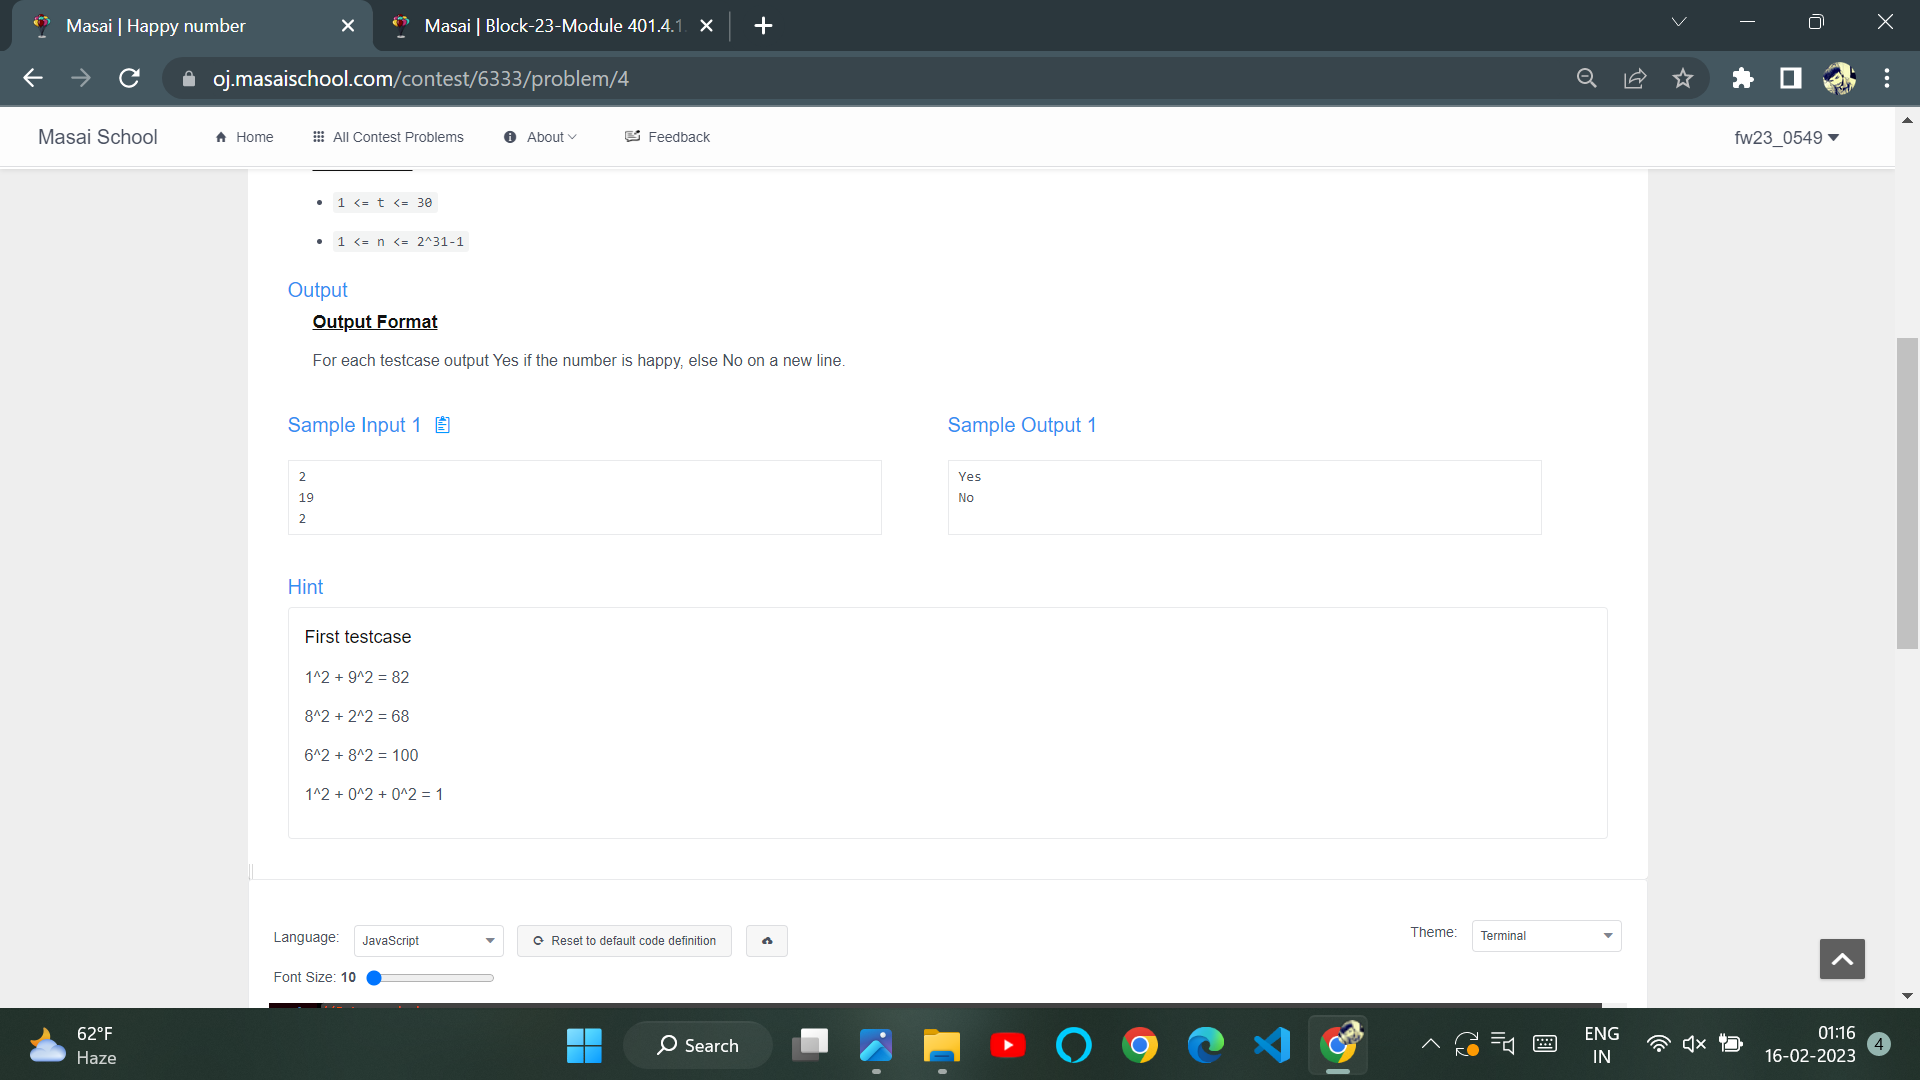 Masai | Happy number
Masai | Block-23-Module 401.4.1
oj.masaischool.com/contest/6333/problem/4
Masai School
Home
All Contest Problems
About
Feedback
fw23_0549
1 <= t <= 30
1 <= n <= 2^31-1
Output
Output Format
For each testcase output Yes if the number is happy, else No on a new line.
Sample Input 1
Sample Output 1
2
19
2
Yes
No
Hint
First testcase
1^2 + 9^2 = 82
8^2 + 2^2 = 68
6^2 + 8^2 = 100
1^2 + 0^2 + 0^2 = 1
Language:
JavaScript
Reset to default code definition
Theme:
Terminal
Font Size: 10
62°F
Haze
Search
ENG
IN
01:16
16-02-2023
4